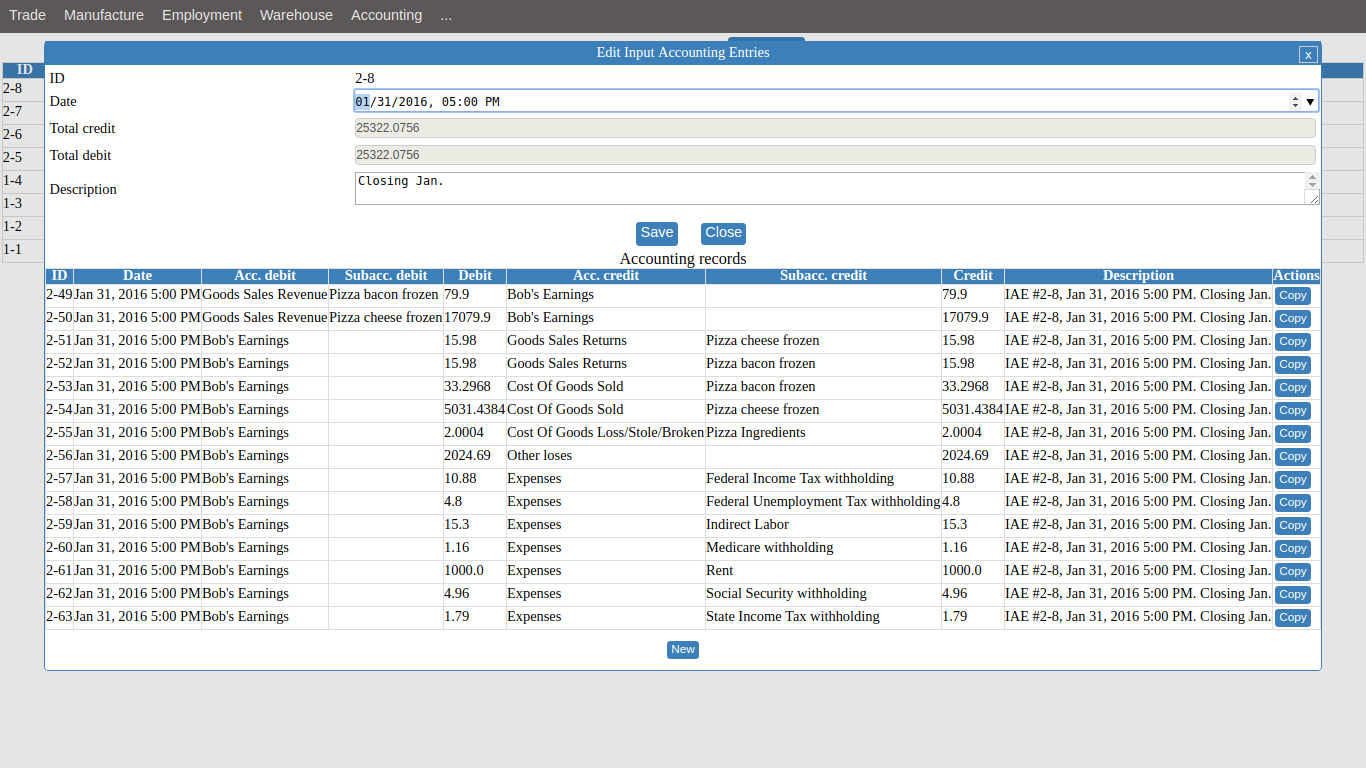 Trade Manufacture Employment Warehouse Accounting ...
Edit Input Accounting Entries x
ID
2-8
2-7
2-6
2-5
1-4
1-3
1-2
1-1
ID 2-8
Date 01/31/2016, 05:00 PM
Total credit 25322.0756
Total debit 25322.0756
Description Closing Jan.
Save Close
Accounting records
ID Date Acc. debit Subacc. debit Debit Acc. credit Subacc. credit Credit Description Actions
2-49 Jan 31, 2016 5:00 PM Goods Sales Revenue Pizza bacon frozen 79.9 Bob's Earnings 79.9 IAE #2-8, Jan 31, 2016 5:00 PM. Closing Jan. Copy
2-50 Jan 31, 2016 5:00 PM Goods Sales Revenue Pizza cheese frozen 17079.9 Bob's Earnings 17079.9 IAE #2-8, Jan 31, 2016 5:00 PM. Closing Jan. Copy
2-51 Jan 31, 2016 5:00 PM Bob's Earnings 15.98 Goods Sales Returns Pizza cheese frozen 15.98 IAE #2-8, Jan 31, 2016 5:00 PM. Closing Jan. Copy
2-52 Jan 31, 2016 5:00 PM Bob's Earnings 15.98 Goods Sales Returns Pizza bacon frozen 15.98 IAE #2-8, Jan 31, 2016 5:00 PM. Closing Jan. Copy
2-53 Jan 31, 2016 5:00 PM Bob's Earnings 33.2968 Cost Of Goods Sold Pizza bacon frozen 33.2968 IAE #2-8, Jan 31, 2016 5:00 PM. Closing Jan. Copy
2-54 Jan 31, 2016 5:00 PM Bob's Earnings 5031.4384 Cost Of Goods Sold Pizza cheese frozen 5031.4384 IAE #2-8, Jan 31, 2016 5:00 PM. Closing Jan. Copy
2-55 Jan 31, 2016 5:00 PM Bob's Earnings 2.0004 Cost Of Goods Loss/Stole/Broken Pizza Ingredients 2.0004 IAE #2-8, Jan 31, 2016 5:00 PM. Closing Jan. Copy
2-56 Jan 31, 2016 5:00 PM Bob's Earnings 2024.69 Other loses 2024.69 IAE #2-8, Jan 31, 2016 5:00 PM. Closing Jan. Copy
2-57 Jan 31, 2016 5:00 PM Bob's Earnings 10.88 Expenses Federal Income Tax withholding 10.88 IAE #2-8, Jan 31, 2016 5:00 PM. Closing Jan. Copy
2-58 Jan 31, 2016 5:00 PM Bob's Earnings 4.8 Expenses Federal Unemployment Tax withholding 4.8 IAE #2-8, Jan 31, 2016 5:00 PM. Closing Jan. Copy
2-59 Jan 31, 2016 5:00 PM Bob's Earnings 15.3 Expenses Indirect Labor 15.3 IAE #2-8, Jan 31, 2016 5:00 PM. Closing Jan. Copy
2-60 Jan 31, 2016 5:00 PM Bob's Earnings 1.16 Expenses Medicare withholding 1.16 IAE #2-8, Jan 31, 2016 5:00 PM. Closing Jan. Copy
2-61 Jan 31, 2016 5:00 PM Bob's Earnings 1000.0 Expenses Rent 1000.0 IAE #2-8, Jan 31, 2016 5:00 PM. Closing Jan. Copy
2-62 Jan 31, 2016 5:00 PM Bob's Earnings 4.96 Expenses Social Security withholding 4.96 IAE #2-8, Jan 31, 2016 5:00 PM. Closing Jan. Copy
2-63 Jan 31, 2016 5:00 PM Bob's Earnings 1.79 Expenses State Income Tax withholding 1.79 IAE #2-8, Jan 31, 2016 5:00 PM. Closing Jan. Copy
New